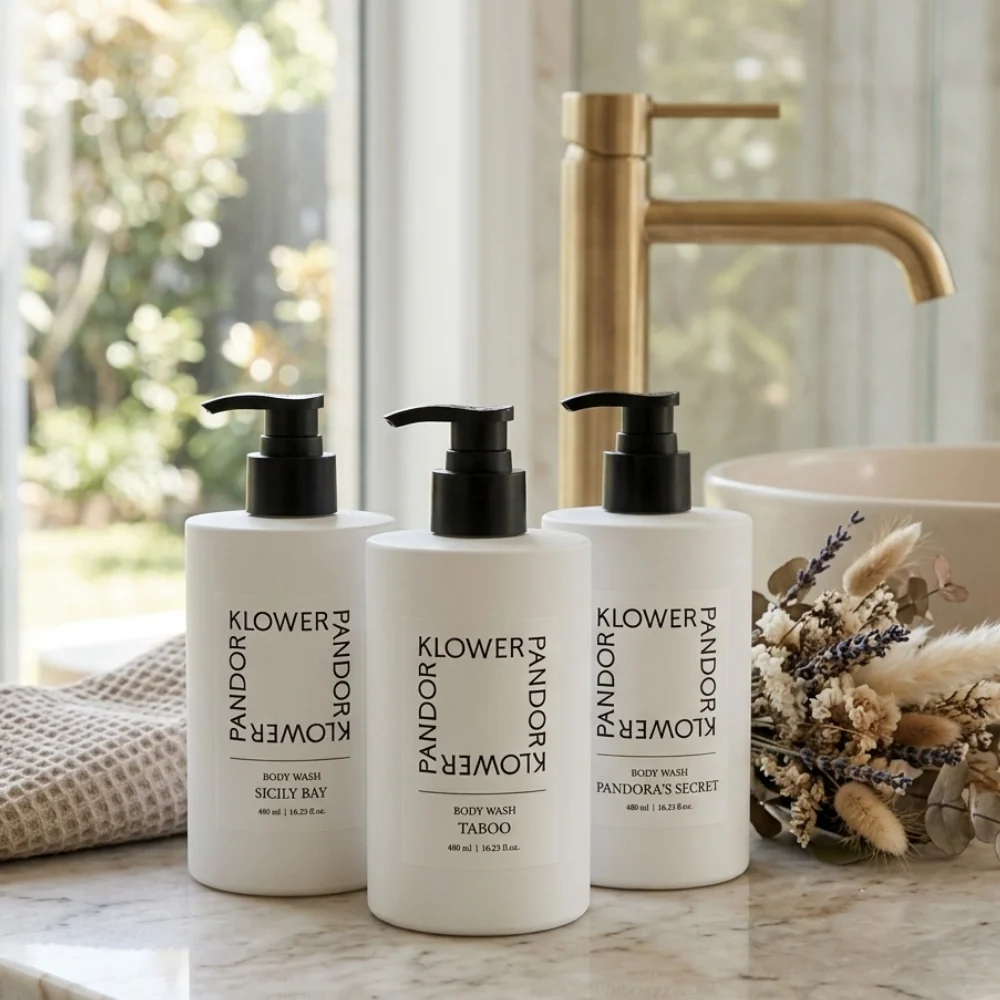 KLOWER
PANDOR
KLOWER
PANDOR
BODY WASH
SICILY BAY
480 ml | 16.23 fl.oz.
KLOWER
PANDOR
KLOWER
PANDOR
BODY WASH
TABOO
480 ml | 16.23 fl.oz.
KLOWER
PANDOR
KLOWER
PANDOR
BODY WASH
PANDORA'S SECRET
480 ml | 16.23 fl.oz.